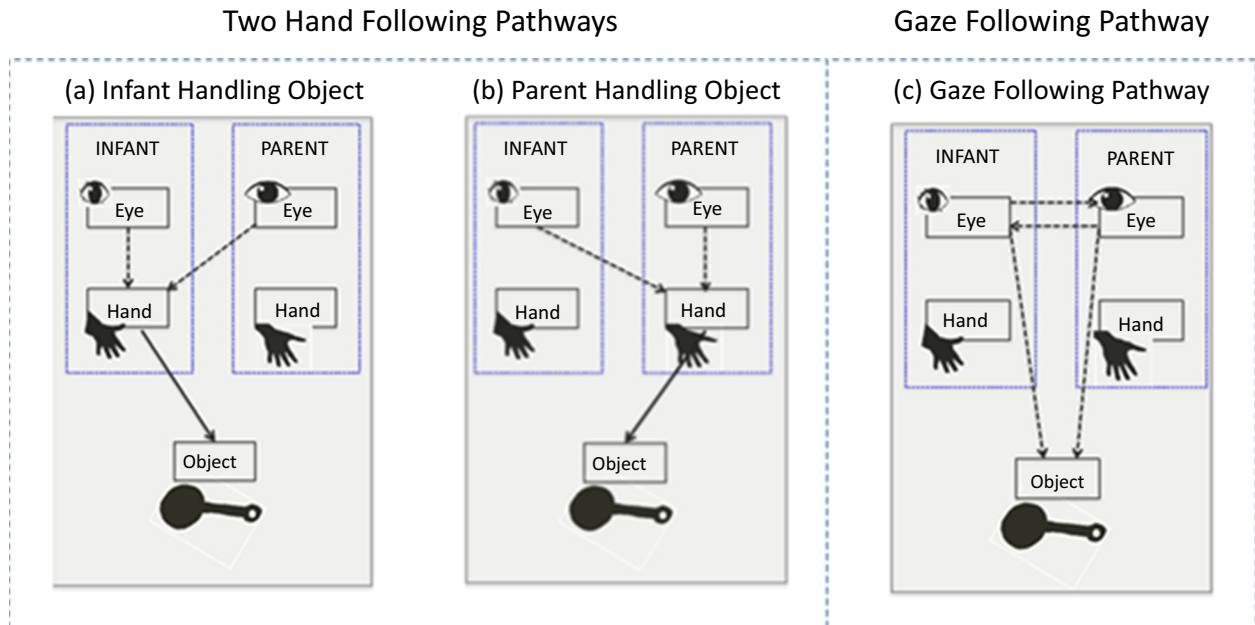 Two Hand Following Pathways
Gaze Following Pathway
(a) Infant Handling Object
INFANT
PARENT
Eye
Eye
Hand
Hand
Object
(b) Parent Handling Object
INFANT
PARENT
Eye
Eye
Hand
Hand
Object
(c) Gaze Following Pathway
INFANT
PARENT
Eye
Eye
Hand
Hand
Object